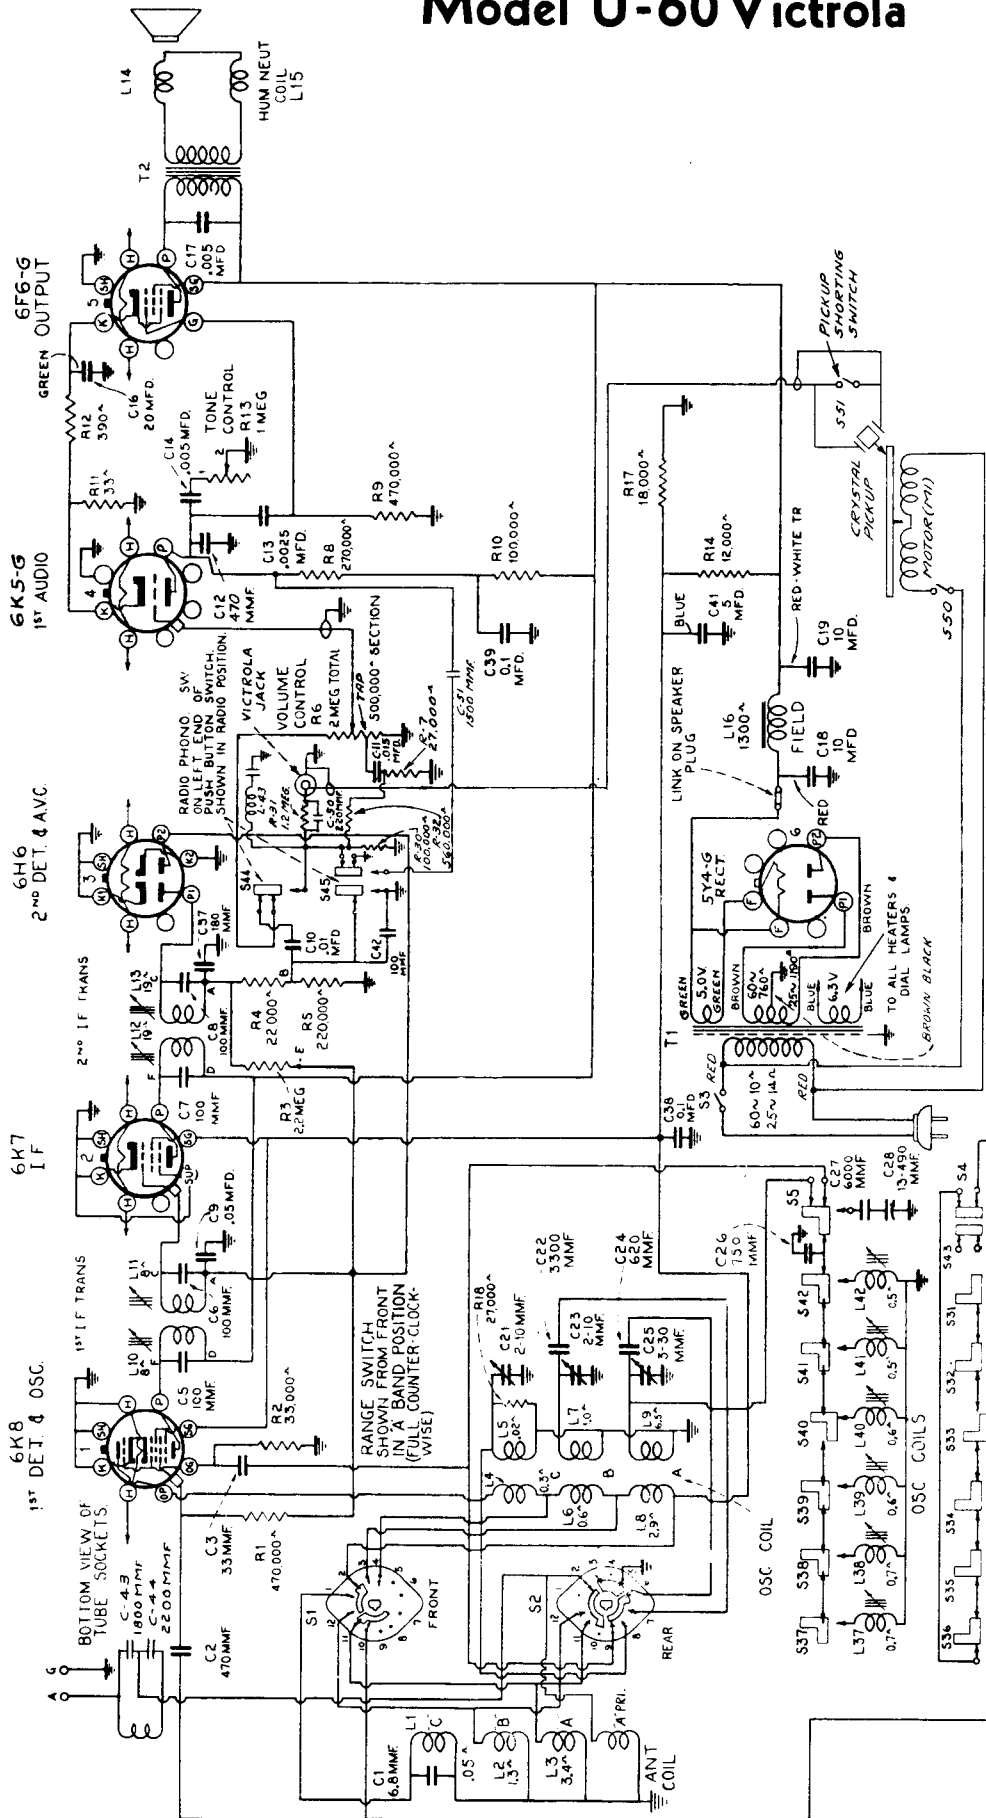 Model U-60 Victrola
6K8
1ST DET. & OSC.
6K7
I.F
6H6
2ND DET. & A.V.C.
6K5-G
1ST AUDIO
6F6-G
OUTPUT
BOTTOM VIEW OF
TUBE SOCKETS
1ST I F TRANS
2ND IF TRANS
A
G
C-43
1800 MMF
C-44
2200 MMF
C2
470 MMF
R1
470,000
C3
33 MMF.
R2
33,000
C5
100
MMF.
L10
8
L11
8
C6
100 MMF.
C9
.05 MFD.
C7
100
MMF
L12
19
L13
19
C8
100 MMF.
C37
180
MMF
R3
2.2 MEG
R4
22,000
R5
220,000
C10
.01
MFD
C42
100
MMF
S44
S45
RADIO PHONO SW
ON LEFT END OF
PUSH BUTTON SWITCH.
SHOWN IN RADIO POSITION.
VICTROLA
JACK
VOLUME
CONTROL
R6
2 MEG TOTAL
500,000 SECTION
TAP
L-43
R-31
1.2 MEG.
C-50
220 MMF.
C-11
.015
MFD.
R-7
27,000
R-30
100,000
R-32
560,000
C-51
1500 MMF.
C12
470
MMF.
C13
.0025
MFD.
R8
270,000
C39
0.1
MFD.
R10
100,000
R9
470,000
C14
.005 MFD.
TONE
CONTROL
R13
1 MEG
R11
33
R12
390
GREEN
C16
20 MFD.
C17
.005
MFD
T2
L14
HUM NEUT
COIL
L15
RANGE SWITCH
SHOWN FROM FRONT
IN 'A' BAND POSITION
(FULL COUNTER-CLOCK-
WISE)
S1
FRONT
S2
REAR
C1
6.8 MMF.
L1
"C"
.05
L2
1.3
"B"
L3
3.4
"A"
"A" PRI.
ANT
COIL
L4
0.3
C
L6
0.6
B
L8
2.9
A
L5
.02
L7
L9
6.5
OSC COIL
R18
27,000
C21
2-10 MMF.
C22
3300
MMF
C23
2-10
MMF.
C24
620
MMF
C25
3-30
MMF.
C26
750
MMF.
C27
6000
MMF
C28
13-490
MMF
C38
0.1
MFD
S5
S42
S41
S40
S39
S38
S37
L42
0.5
L41
0.5
L40
0.6
L39
0.6
L38
0.7
L37
0.7
OSC COILS
S4
S43
S31
S32
S33
S34
S35
S36
T1
GREEN
5.0 V.
GREEN
BROWN
BROWN
BLUE
6.3V
BLUE
TO ALL HEATERS &
DIAL LAMPS.
BROWN BLACK
S3
RED
60~ 10
25~ 14Ω
RED
5Y4-G
RECT.
LINK ON SPEAKER
PLUG
RED
L16
1300
FIELD
C18
10
MFD
C19
10
MFD.
RED-WHITE TR
R14
12,000
BLUE
C41
5
MFD.
R17
18,000
PICKUP
SHORTING
SWITCH
S51
CRYSTAL
PICKUP
MOTOR (M1)
S50